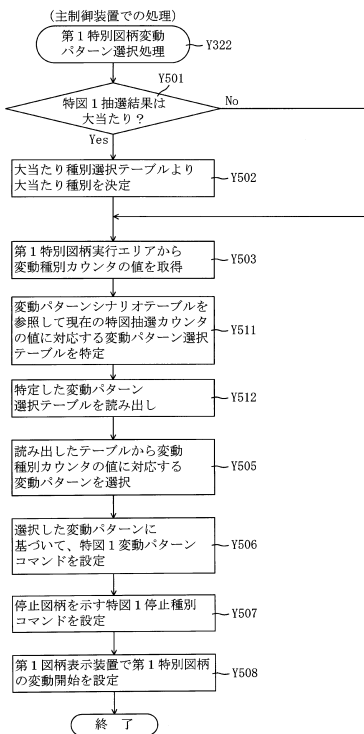 (主制御装置での処理)
第1特別図柄変動
パターン選択処理
Y322
Y501
特図1抽選結果は
大当たり?
No
Yes
大当たり種別選択テーブルより
大当たり種別を決定
Y502
第1特別図柄実行エリアから
変動種別カウンタの値を取得
Y503
変動パターンシナリオテーブルを
参照して現在の特図抽選カウンタ
の値に対応する変動パターン選択
テーブルを特定
Y511
特定した変動パターン
選択テーブルを読み出し
Y512
読み出したテーブルから変動
種別カウンタの値に対応する
変動パターンを選択
Y505
選択した変動パターンに
基づいて、特図1変動パターン
コマンドを設定
Y506
停止図柄を示す特図1停止種別
コマンドを設定
Y507
第1図柄表示装置で第1特別図柄
の変動開始を設定
Y508
終 了